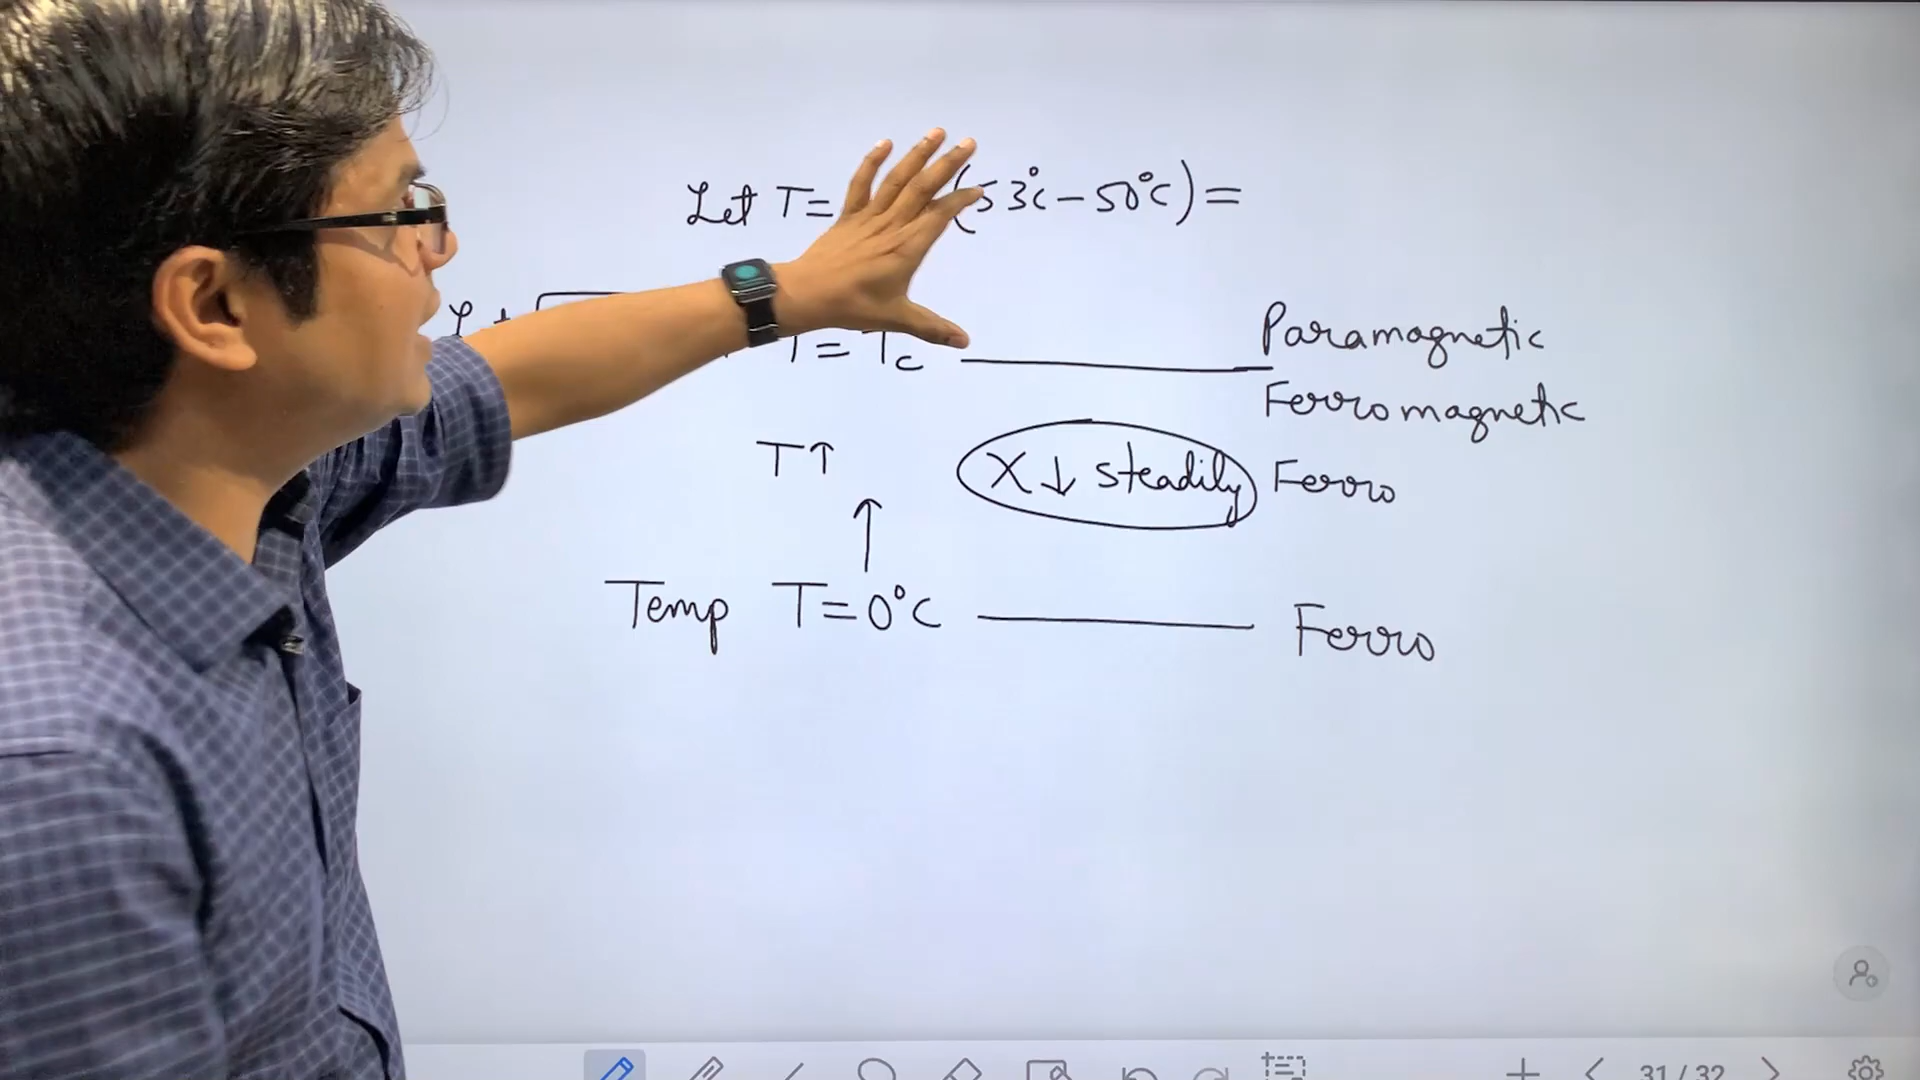 Let T= (53°C-50°C)=
T=Tc Paramagnetic
Ferromagnetic
T↑ X↓ steadily Ferro
↑
Temp T=0°C Ferro
31/32